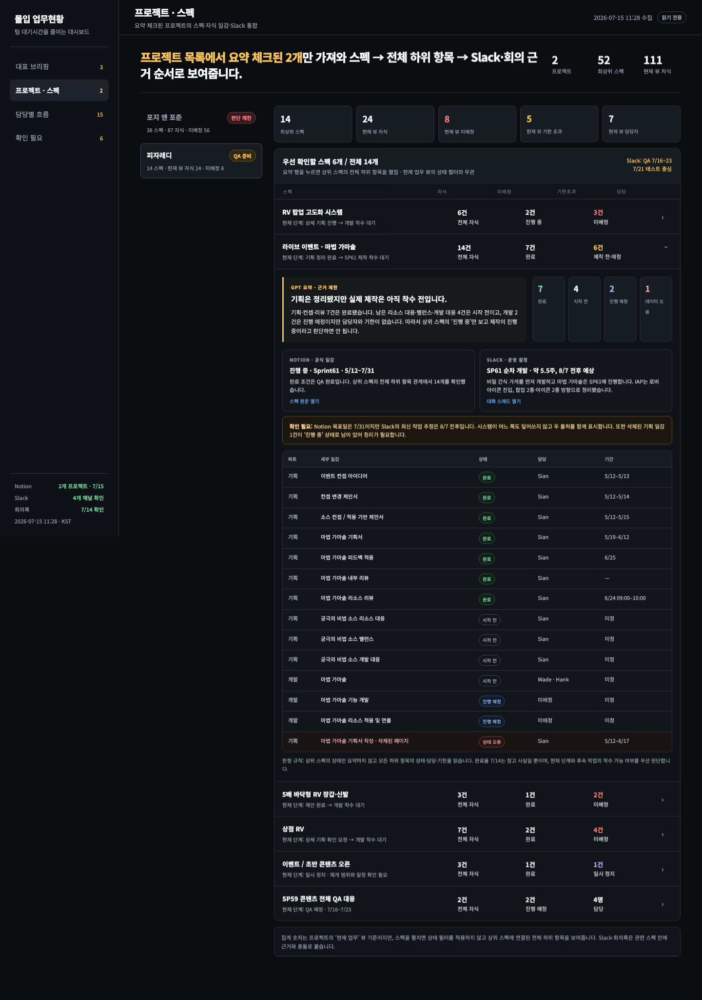 몰입 업무현황
팀 대기시간을 줄이는 대시보드
대표 브리핑 3
프로젝트 · 스펙 2
담당별 흐름 15
확인 필요 6
Notion 2개 프로젝트 · 7/15
Slack 4개 채널 확인
회의록 7/14 확인
2026-07-15 11:28 · KST
프로젝트 · 스펙
요약 체크된 프로젝트의 스펙·자식 일감·Slack 통합
2026-07-15 11:28 수집 읽기 전용
프로젝트 목록에서 요약 체크된 2개만 가져와 스펙 → 전체 하위 항목 → Slack·회의 근
거 순서로 보여줍니다.
2 52 111
프로젝트 최상위 스펙 현재 뷰 자식
포지 앤 포춘 판단 제한
38 스펙 · 87 자식 · 미배정 56
피자레디 QA 준비
14 스펙 · 현재 뷰 자식 24 · 미배정 8
14 24 8 5 7
최상위 스펙 현재 뷰 자식 현재 뷰 미배정 현재 뷰 기한 초과 현재 뷰 담당자
우선 확인할 스펙 6개 / 전체 14개
요약 행을 누르면 상위 스펙의 전체 하위 항목을 펼침 · 현재 업무 뷰의 상태 필터와 무관
Slack: QA 7/16~23
7/21 테스트 중심
스펙 자식 미배정 기한초과 담당
RV 팝업 고도화 시스템 6건 2건 3건 ›
현재 단계: 상세 기획 진행 → 개발 착수 대기 전체 자식 진행 중 미배정
라이브 이벤트 - 마법 가마솥 14건 7건 6건 ›
현재 단계: 기획 정리 완료 → SP61 제작 착수 대기 전체 자식 완료 제작 전·예정
GPT 요약 · 근거 제한
기획은 정리됐지만 실제 제작은 아직 착수 전입니다.
기획·컨셉·리뷰 7건은 완료됐습니다. 남은 리소스 대응·밸런스·개발 대응 4건은 시작 전이고, 개발 2
건은 진행 예정이지만 담당자와 기한이 없습니다. 따라서 상위 스펙의 ‘진행 중’만 보고 제작이 진행
중이라고 판단하면 안 됩니다.
7 4 2 1
완료 시작 전 진행 예정 데이터 오
류
NOTION · 공식 일감
진행 중 · Sprint61 · 5/12–7/31
완료 조건은 QA 완료입니다. 상위 스펙의 전체 하위 항목 관계에서 14개를 확인했
습니다.
스펙 원문 열기
SLACK · 운영 결정
SP61 순차 개발 · 약 5.5주, 8/7 전후 예상
비밀 간식 가게를 먼저 개발하고 마법 가마솥은 SP61에 진행합니다. IAP는 로비
아이콘 진입, 팝업 2종·아이콘 2종 방향으로 정리됐습니다.
대화 스레드 열기
확인 필요: Notion 목표일은 7/31이지만 Slack의 최신 작업 추정은 8/7 전후입니다. 시스템이 어느 쪽도 덮어쓰지 않고 두 출처를 함께 표시합니다. 또한 삭제된 기획 일감
1건이 ‘진행 중’ 상태로 남아 있어 정리가 필요합니다.
파트 세부 일감 상태 담당 기간
기획 이벤트 컨셉 아이디어 완료 Sian 5/12–5/13
기획 컨셉 변경 제안서 완료 Sian 5/12–5/14
기획 소스 컨셉 / 적용 기반 제안서 완료 Sian 5/12–5/15
기획 마법 가마솥 기획서 완료 Sian 5/19–6/12
기획 마법 가마솥 피드백 적용 완료 Sian 6/25
기획 마법 가마솥 내부 리뷰 완료 Sian —
기획 마법 가마솥 리소스 리뷰 완료 Sian 6/24 09:00–10:00
기획 궁극의 비법 소스 리소스 대응 시작 전 Sian 미정
기획 궁극의 비법 소스 밸런스 시작 전 Sian 미정
기획 궁극의 비법 소스 개발 대응 시작 전 Sian 미정
개발 마법 가마솥 시작 전 Wade · Hank 미정
개발 마법 가마솥 기능 개발 진행 예정 미배정 미정
개발 마법 가마솥 리소스 적용 및 연출 진행 예정 미배정 미정
기획 마법 가마솥 기획서 작성 · 삭제된 페이지 상태 오류 Sian 5/12–6/17
판정 규칙: 상위 스펙의 상태만 요약하지 않고 모든 하위 항목의 상태·담당·기한을 읽습니다. 완료율 7/14는 참고 사실일 뿐이며, 현재 단계와 후속 작업의 착수 가능 여부를 우선 판단합니
다.
5배 바닥형 RV 장갑·신발 3건 1건 2건 ›
현재 단계: 제안 완료 → 개발 착수 대기 전체 자식 완료 미배정
상점 RV 7건 2건 4건 ›
현재 단계: 상세 기획 확인 요청 → 개발 착수 대기 전체 자식 완료 미배정
이벤트 / 초반 콘텐츠 오픈 3건 1건 1건 ›
현재 단계: 일시 정지 · 재개 범위와 일정 확인 필요 전체 자식 완료 일시 정지
SP59 콘텐츠 전체 QA 대응 2건 2건 4명 ›
현재 단계: QA 예정 · 7/16–7/23 전체 자식 진행 예정 담당
집계 숫자는 프로젝트의 ‘현재 업무’ 뷰 기준이지만, 스펙을 펼치면 상태 필터를 적용하지 않고 상위 스펙에 연결된 전체 하위 항목을 보여줍니다. Slack·회의록은 관련 스펙 안에
근거와 충돌로 붙습니다.